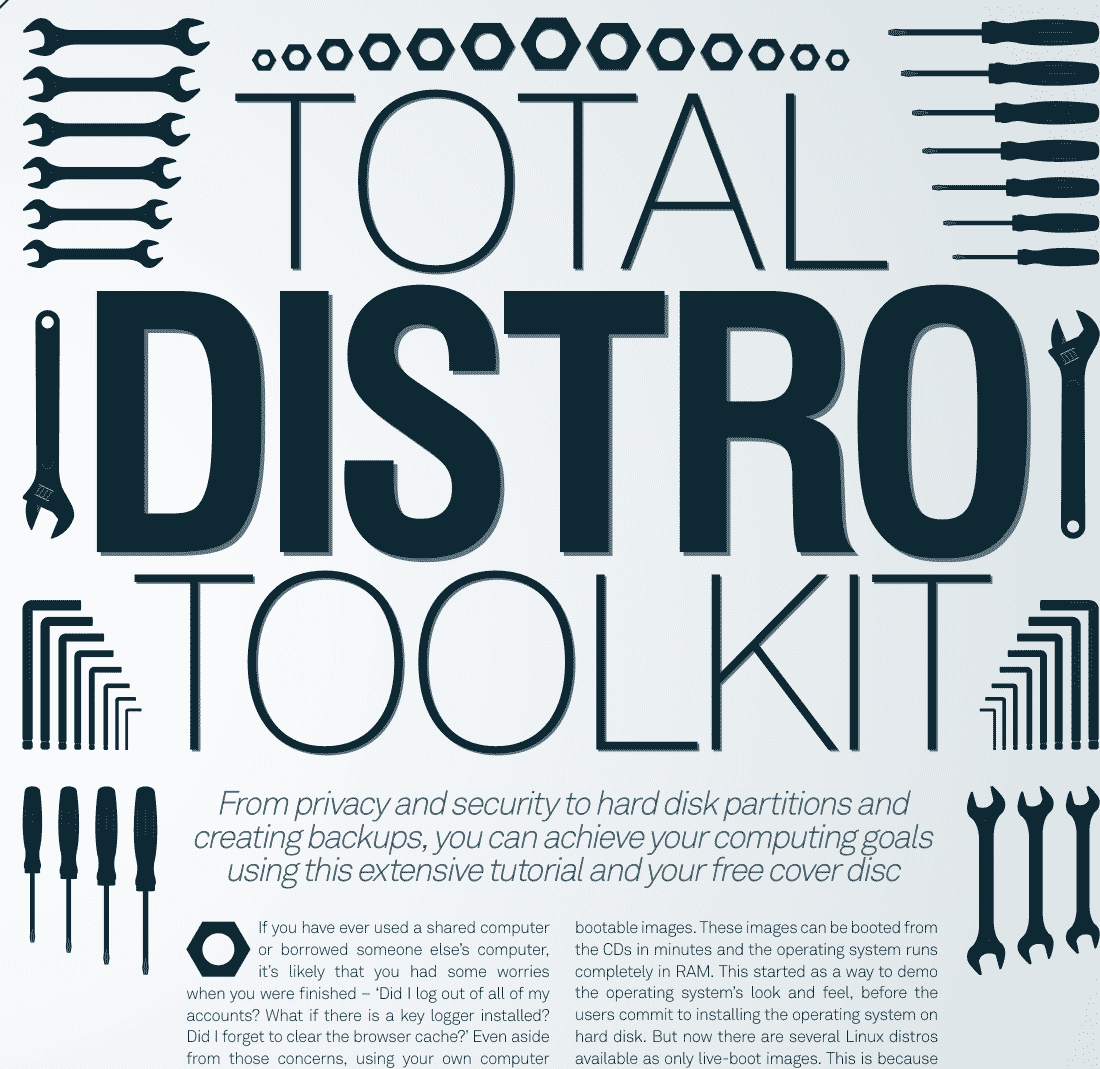 TOTAL
DISTRO
TOOLKIT
From privacy and security to hard disk partitions and
creating backups, you can achieve your computing goals
using this extensive tutorial and your free cover disc
If you have ever used a shared computer
or borrowed someone else's computer,
it's likely that you had some worries
when you were finished – ‘Did I log out of all of my
accounts? What if there is a key logger installed?
Did I forget to clear the browser cache?’ Even aside
from those concerns, using your own computer
bootable images. These images can be booted from
the CDs in minutes and the operating system runs
completely in RAM. This started as a way to demo
the operating system's look and feel, before the
users commit to installing the operating system on
hard disk. But now there are several Linux distros
available as only live-boot images. This is because